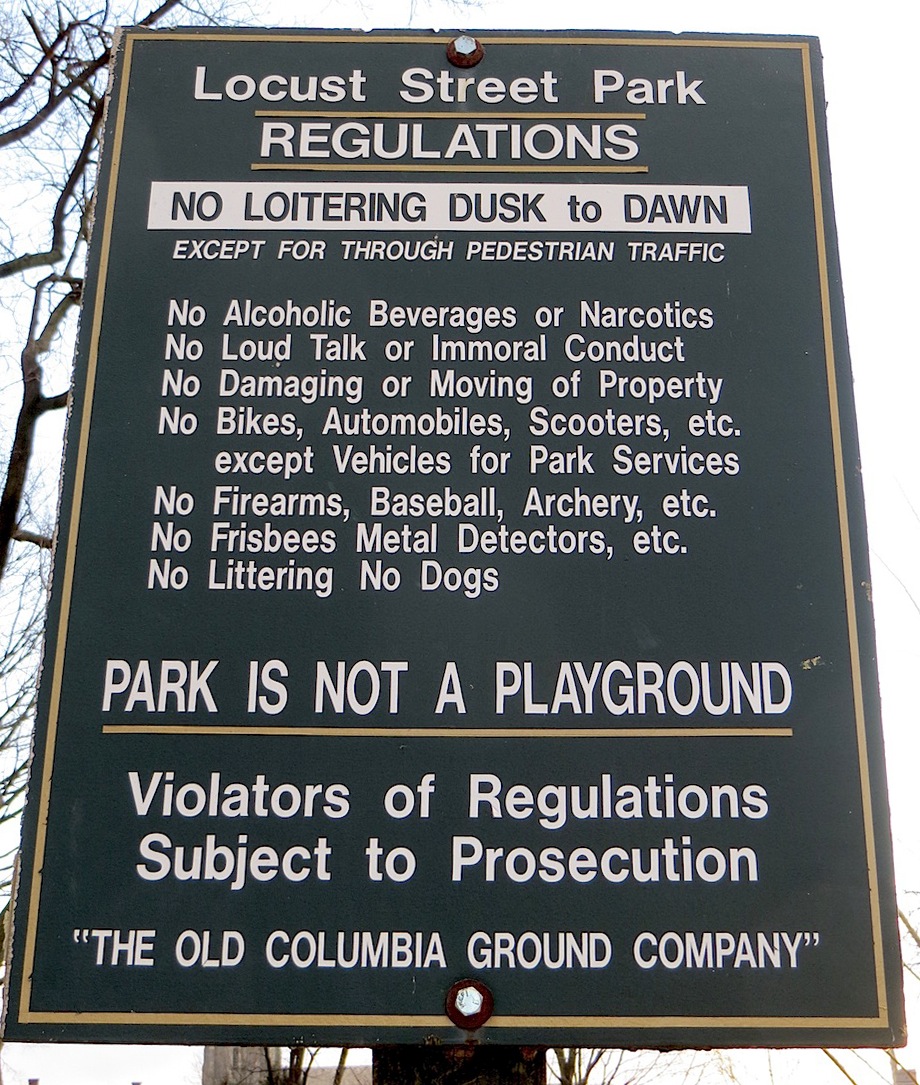 Locust Street Park
REGULATIONS
NO LOITERING DUSK to DAWN
EXCEPT FOR THROUGH PEDESTRIAN TRAFFIC
No Alcoholic Beverages or Narcotics
No Loud Talk or Immoral Conduct
No Damaging or Moving of Property
No Bikes, Automobiles, Scooters, etc.
except Vehicles for Park Services
No Firearms, Baseball, Archery, etc.
No Frisbees Metal Detectors, etc.
No Littering No Dogs
PARK IS NOT A PLAYGROUND
Violators of Regulations
Subject to Prosecution
"THE OLD COLUMBIA GROUND COMPANY"